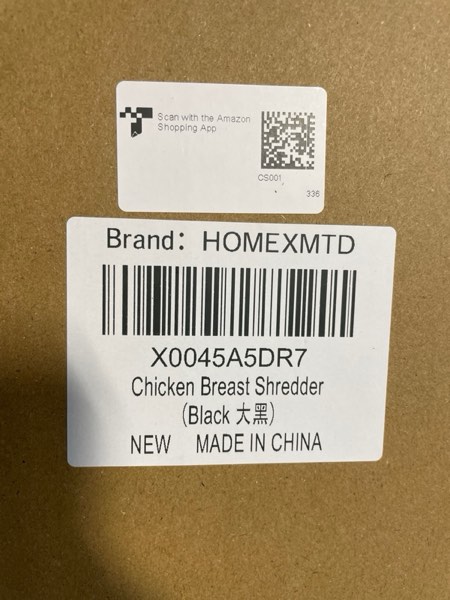 Scan with the Amazon
Shopping App
CS001
336
Brand: HOMEXMTD
X0045A5DR7
Chicken Breast Shredder
(Black 大黑)
NEW MADE IN CHINA